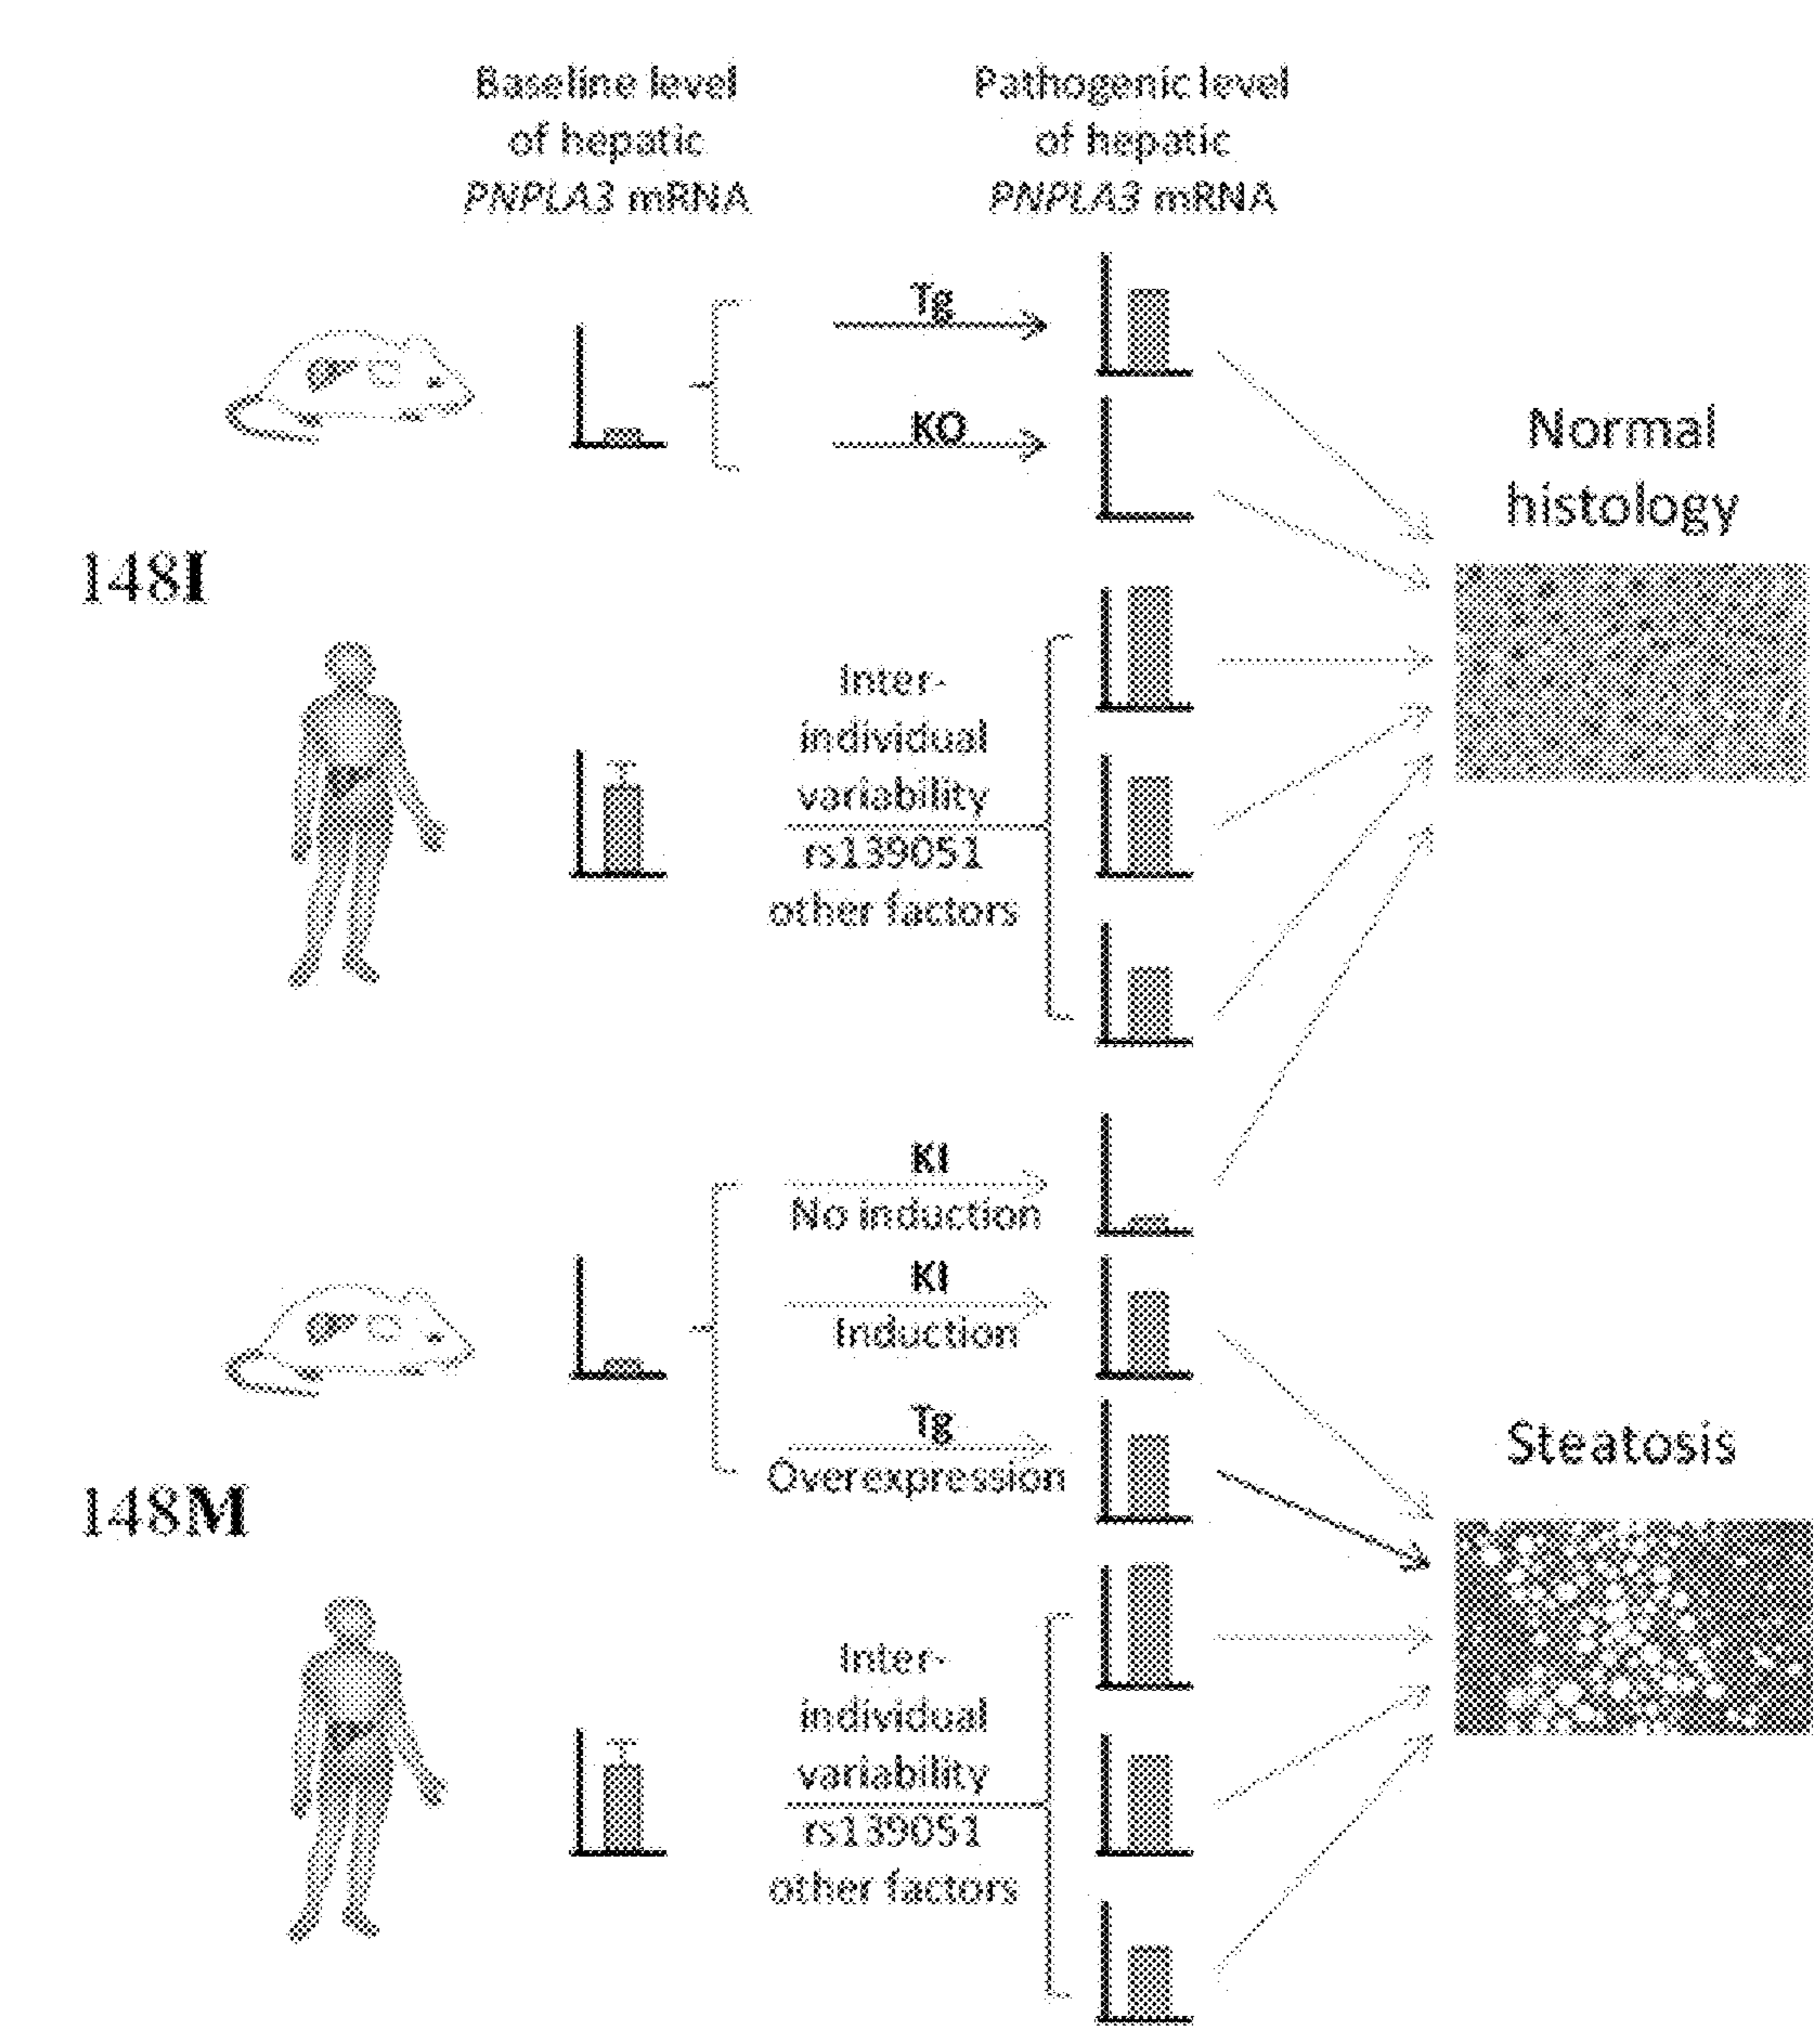 Baseline level
of hepatic
PNPLA3 mRNA
Pathogenic level
of hepatic
PNPLA3 mRNA
Tg
KO
Normal
histology
148I
Inter-
individual
variability
rs139051
other factors
KI
No induction
KI
Induction
Tg
Overexpression
Steatosis
148M
Inter-
individual
variability
rs139051
other factors